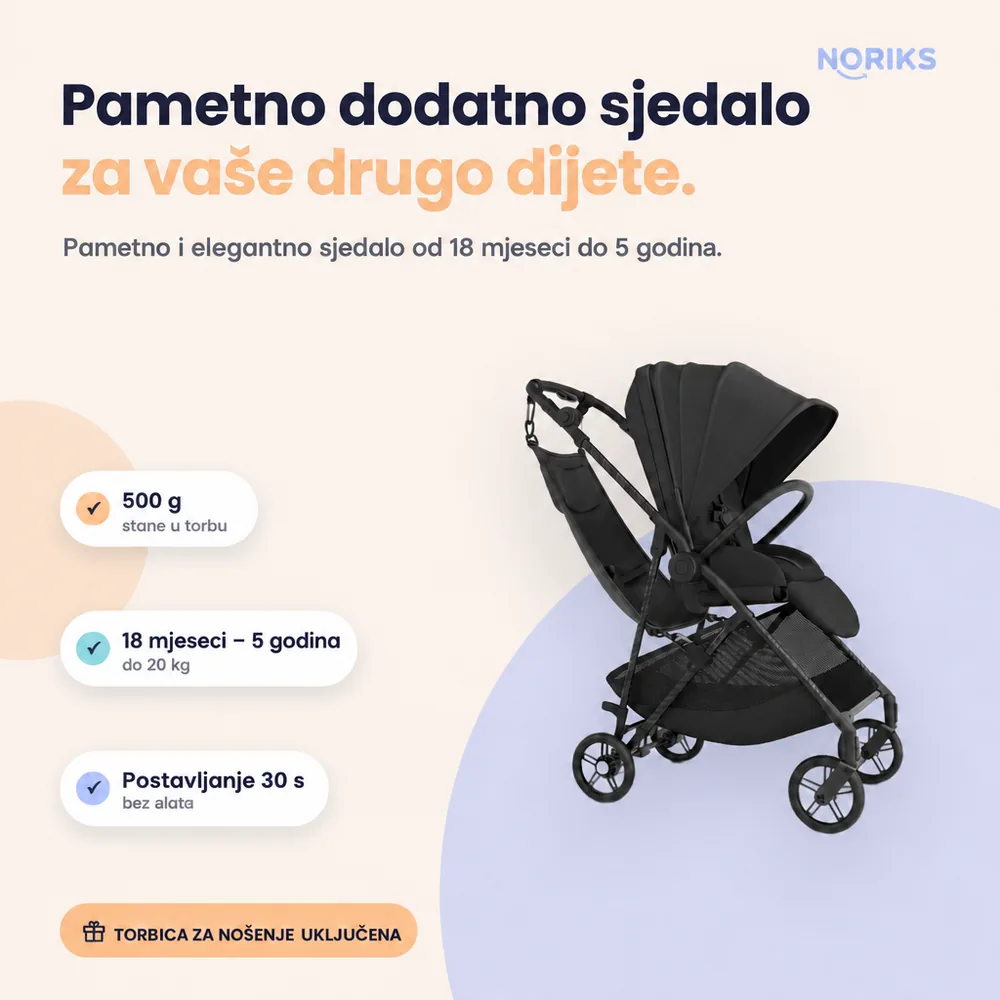 NORIKS
Pametno dodatno sjedalo
za vaše drugo dijete.
Pametno i elegantno sjedalo od 18 mjeseci do 5 godina.
500 g
stane u torbu
18 mjeseci – 5 godina
do 20 kg
Postavljanje 30 s
bez alata
TORBICA ZA NOŠENJE UKLJUČENA